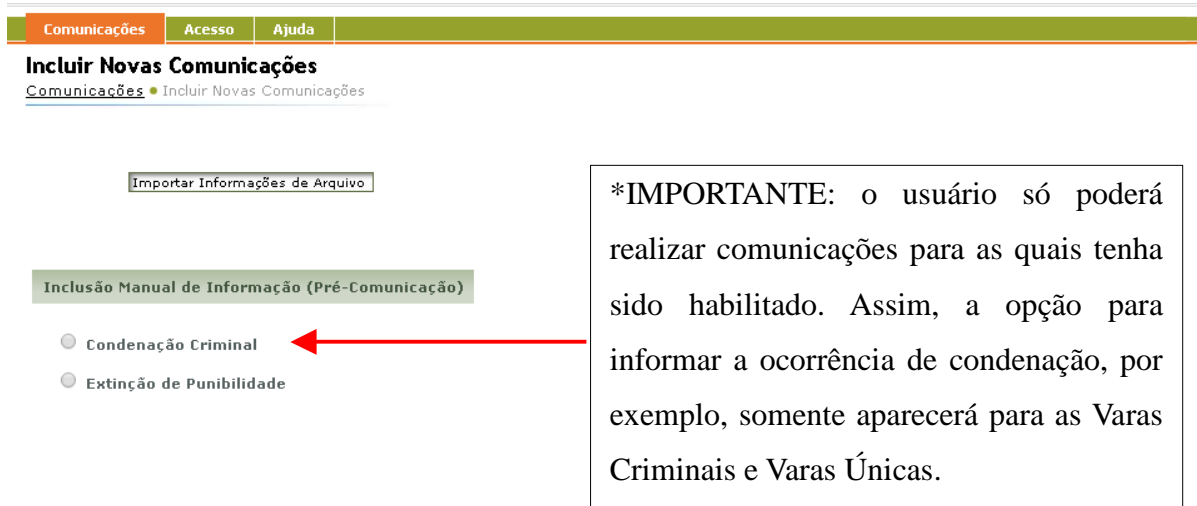 Comunicações Acesso Ajuda
Incluir Novas Comunicações
Comunicações • Incluir Novas Comunicações
Importar Informações de Arquivo
Inclusão Manual de Informação (Pré-Comunicação)
Condenação Criminal
Extinção de Punibilidade
*IMPORTANTE: o usuário só poderá
realizar comunicações para as quais tenha
sido habilitado. Assim, a opção para
informar a ocorrência de condenação, por
exemplo, somente aparecerá para as Varas
Criminais e Varas Únicas.